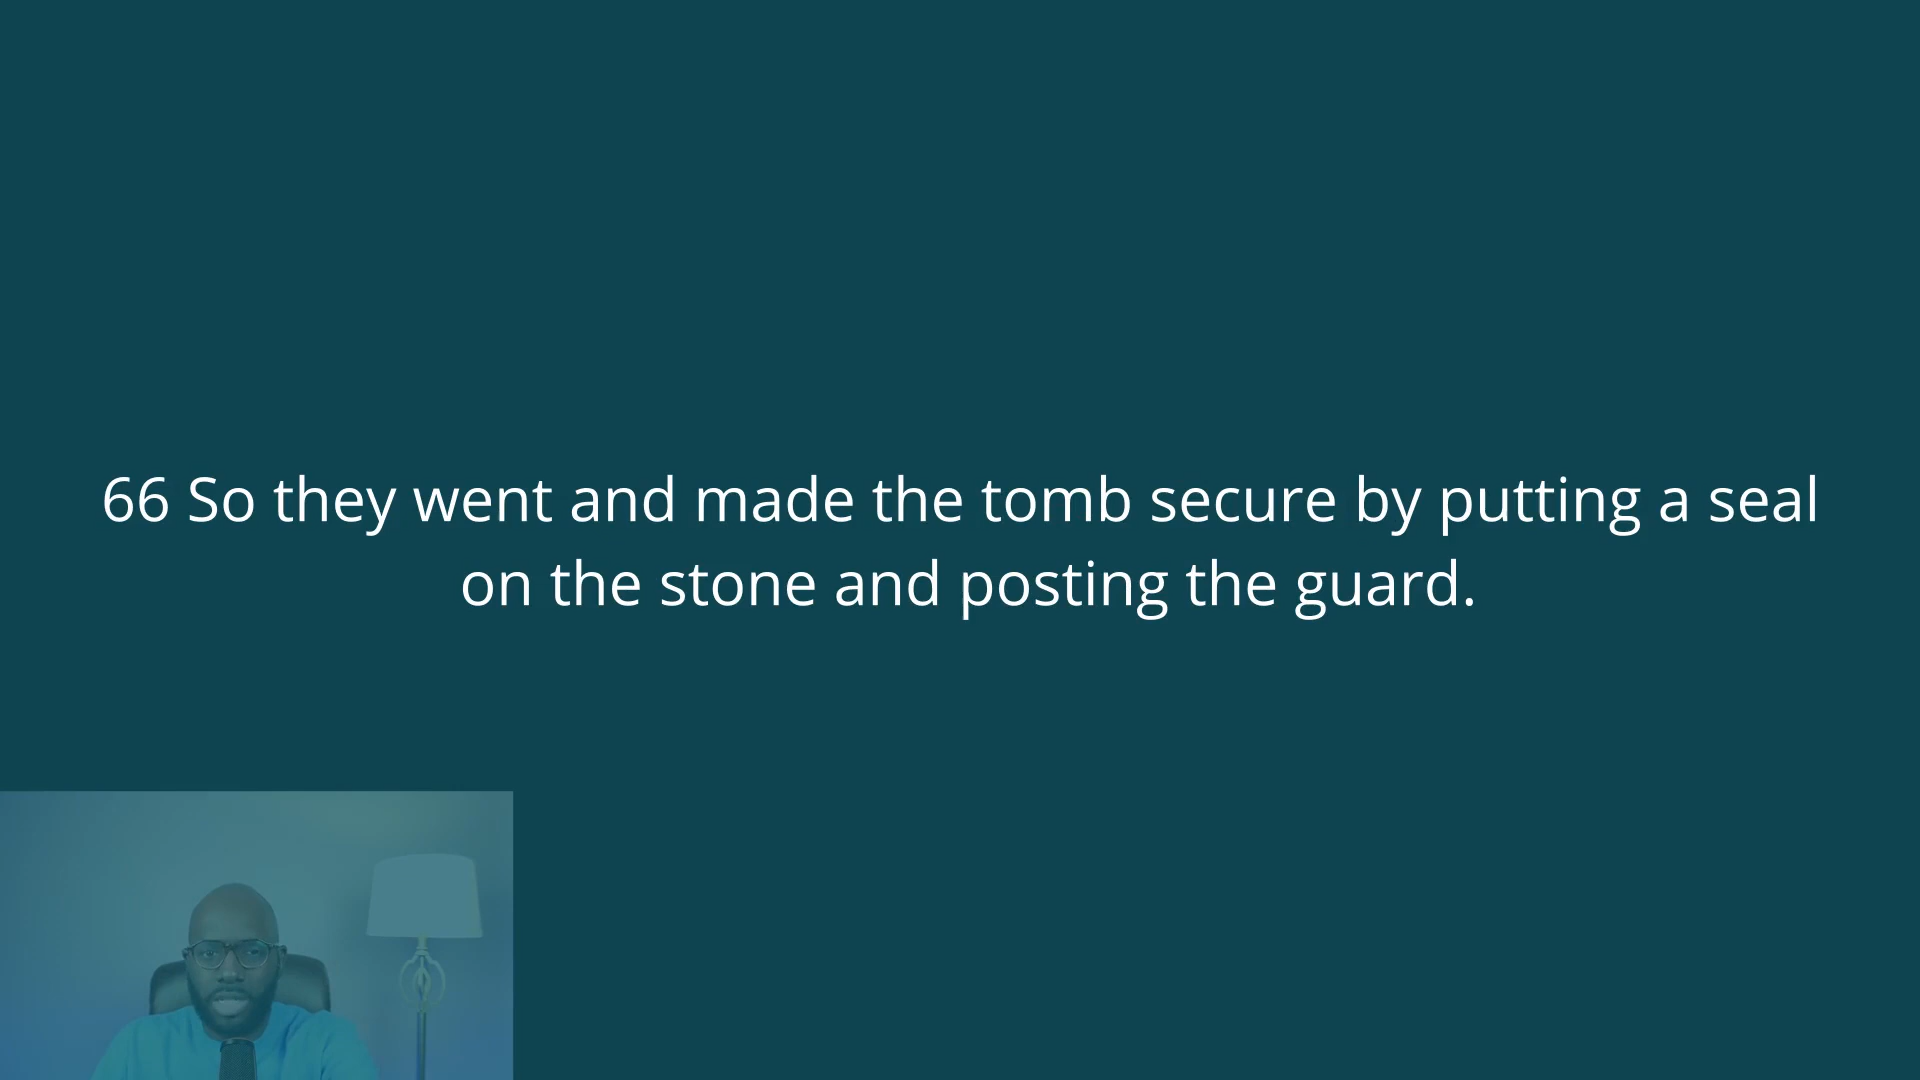 66 So they went and made the tomb secure by putting a seal
on the stone and posting the guard.